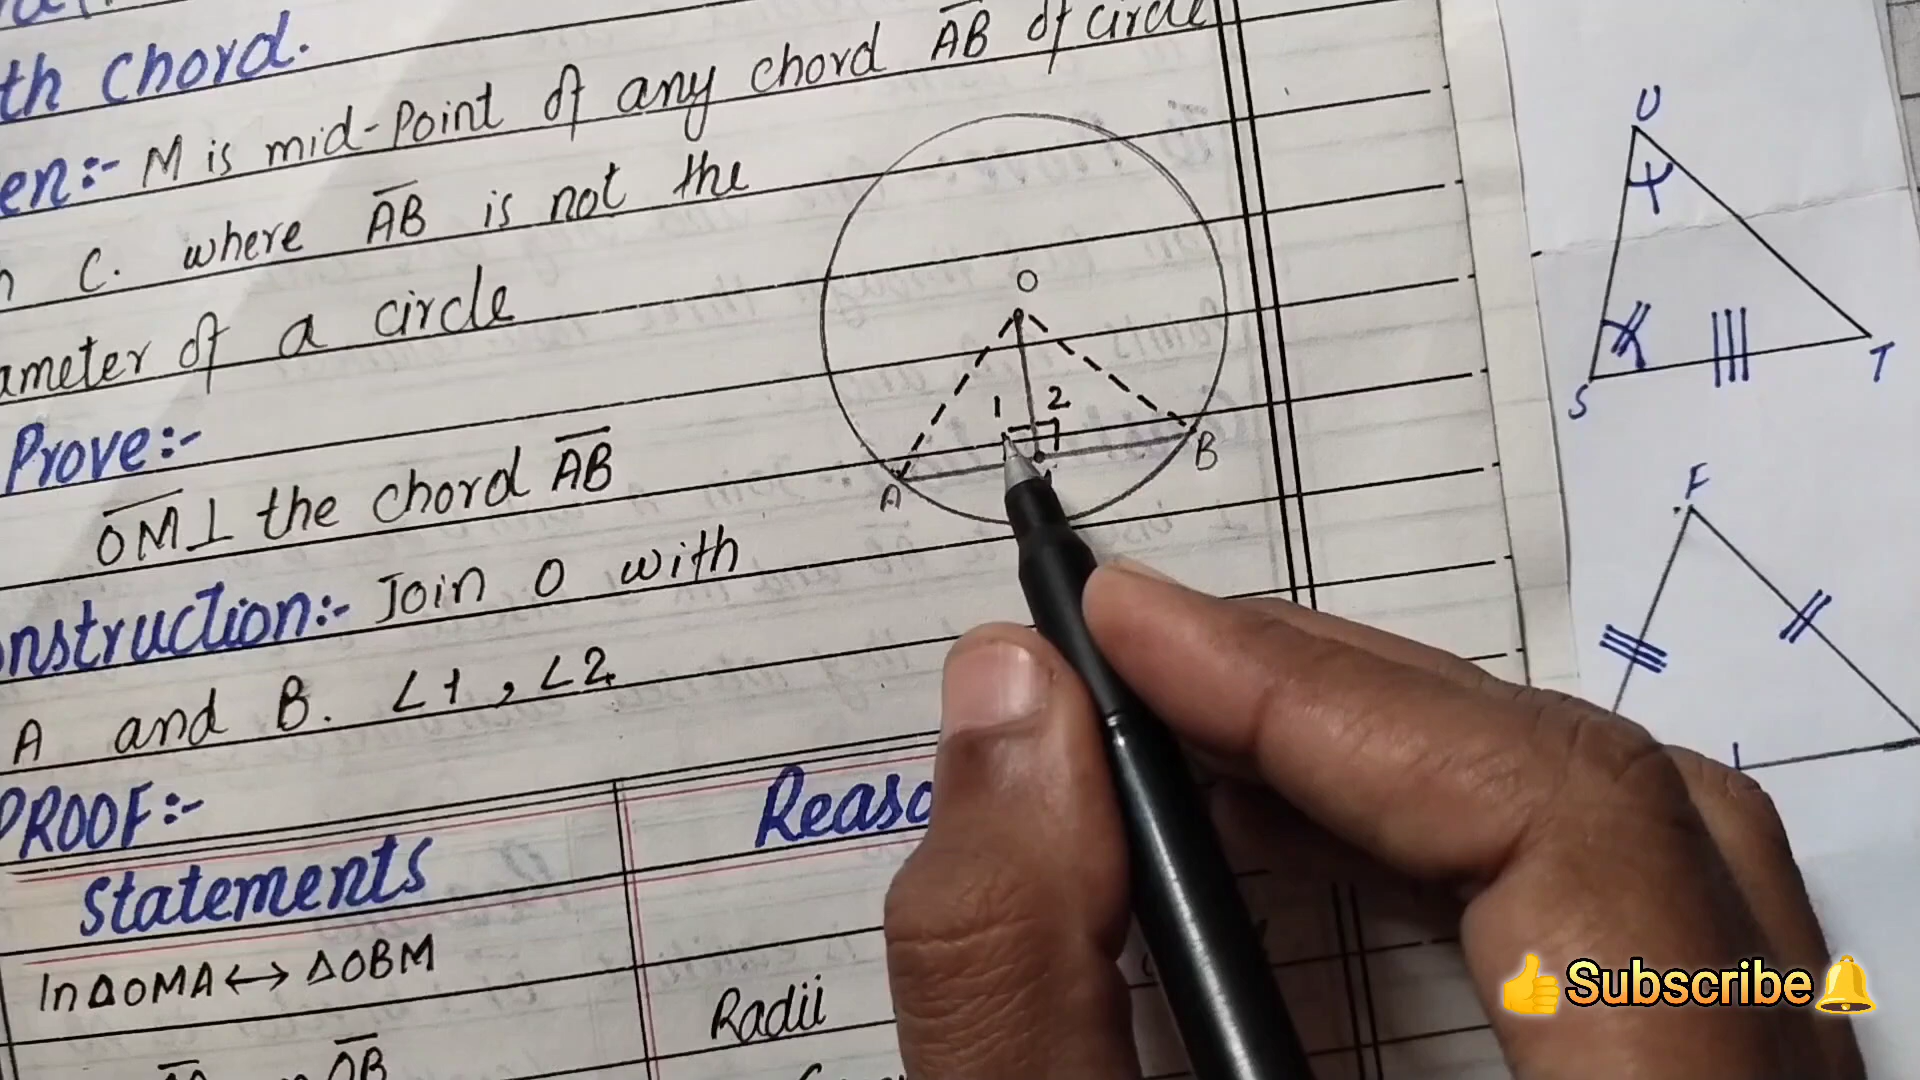 th Chord.
en:- M is mid-Point of any chord AB of circle
C. where AB is not the
ameter of a circle
Prove:-
OM⊥ the chord AB
onstruction:- Join O with
A and B. ∠1, ∠2
PROOF:-
Statements Reaso
In ΔOMA ↔ ΔOBM
Radii
OB
O
1 2
A B
U
S T
F
👍Subscribe🔔